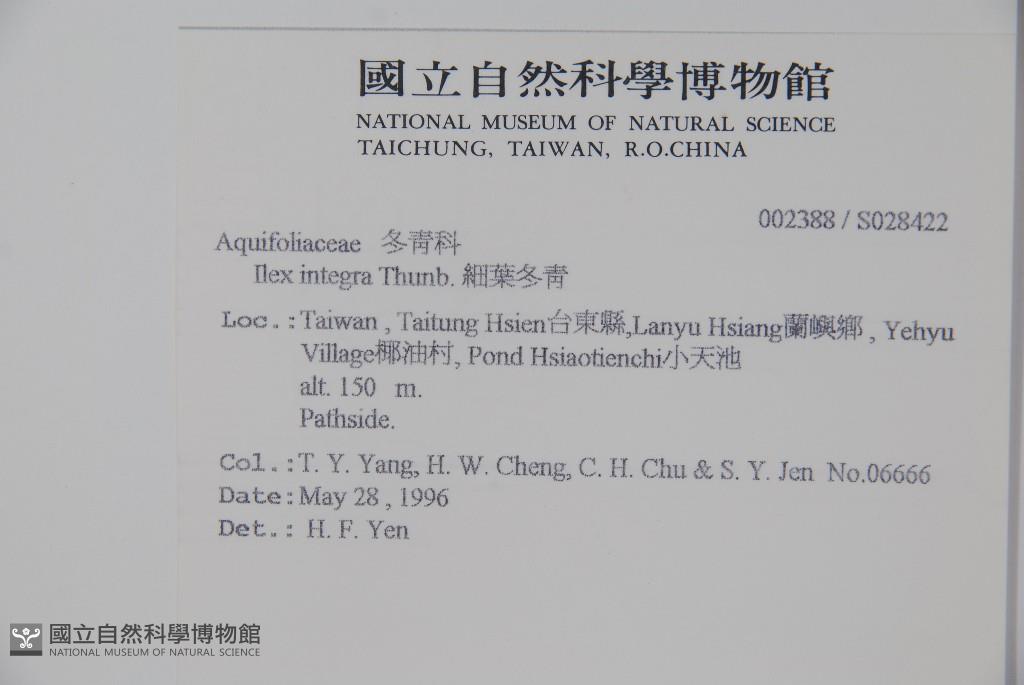 國立自然科學博物館
NATIONAL MUSEUM OF NATURAL SCIENCE
TAICHUNG, TAIWAN, R.O.CHINA
002388 / S028422
Aquifoliaceae 冬青科
Ilex integra Thunb. 細葉冬青
Loc.:Taiwan , Taitung Hsien台東縣,Lanyu Hsiang蘭嶼鄉 , Yehyu
Village椰油村, Pond Hsiaotienchi小天池
alt. 150 m.
Pathside.
Col.:T. Y. Yang, H. W. Cheng, C. H. Chu & S. Y. Jen No.06666
Date:May 28 , 1996
Det.: H. F. Yen
國立自然科學博物館
NATIONAL MUSEUM OF NATURAL SCIENCE